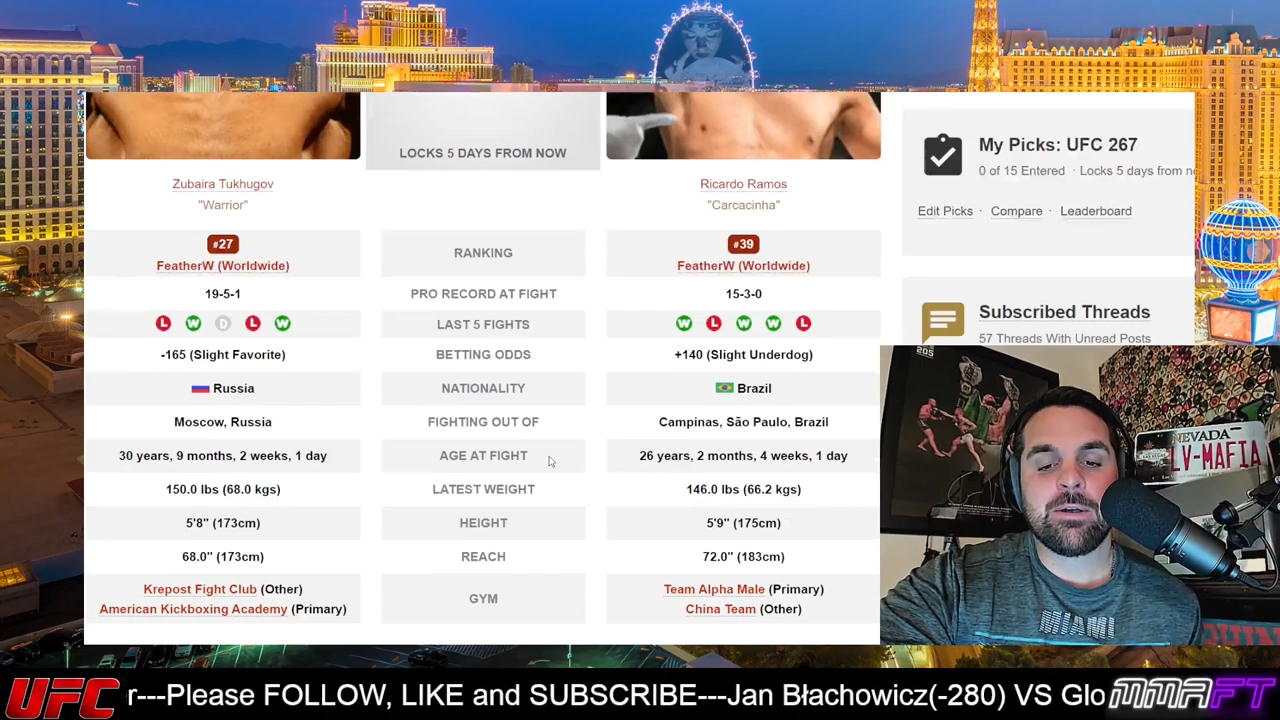 LOCKS 5 DAYS FROM NOW
Zubaira Tukhugov
"Warrior"
Ricardo Ramos
"Carcacinha"
#27
FeatherW (Worldwide)
RANKING
#39
FeatherW (Worldwide)
19-5-1
PRO RECORD AT FIGHT
15-3-0
L W D L W
LAST 5 FIGHTS
W L W W L
-165 (Slight Favorite)
BETTING ODDS
+140 (Slight Underdog)
Russia
NATIONALITY
Brazil
Moscow, Russia
FIGHTING OUT OF
Campinas, São Paulo, Brazil
30 years, 9 months, 2 weeks, 1 day
AGE AT FIGHT
26 years, 2 months, 4 weeks, 1 day
150.0 lbs (68.0 kgs)
LATEST WEIGHT
146.0 lbs (66.2 kgs)
5'8" (173cm)
HEIGHT
5'9" (175cm)
68.0" (173cm)
REACH
72.0" (183cm)
Krepost Fight Club (Other)
American Kickboxing Academy (Primary)
GYM
Team Alpha Male (Primary)
China Team (Other)
My Picks: UFC 267
0 of 15 Entered · Locks 5 days from n
Edit Picks · Compare · Leaderboard
Subscribed Threads
57 Threads With Unread Posts
205
NEVADA
LV-MAFIA
MIAMI
UFC
r---Please FOLLOW, LIKE and SUBSCRIBE---Jan Błachowicz(-280) VS Glo
MMAFT